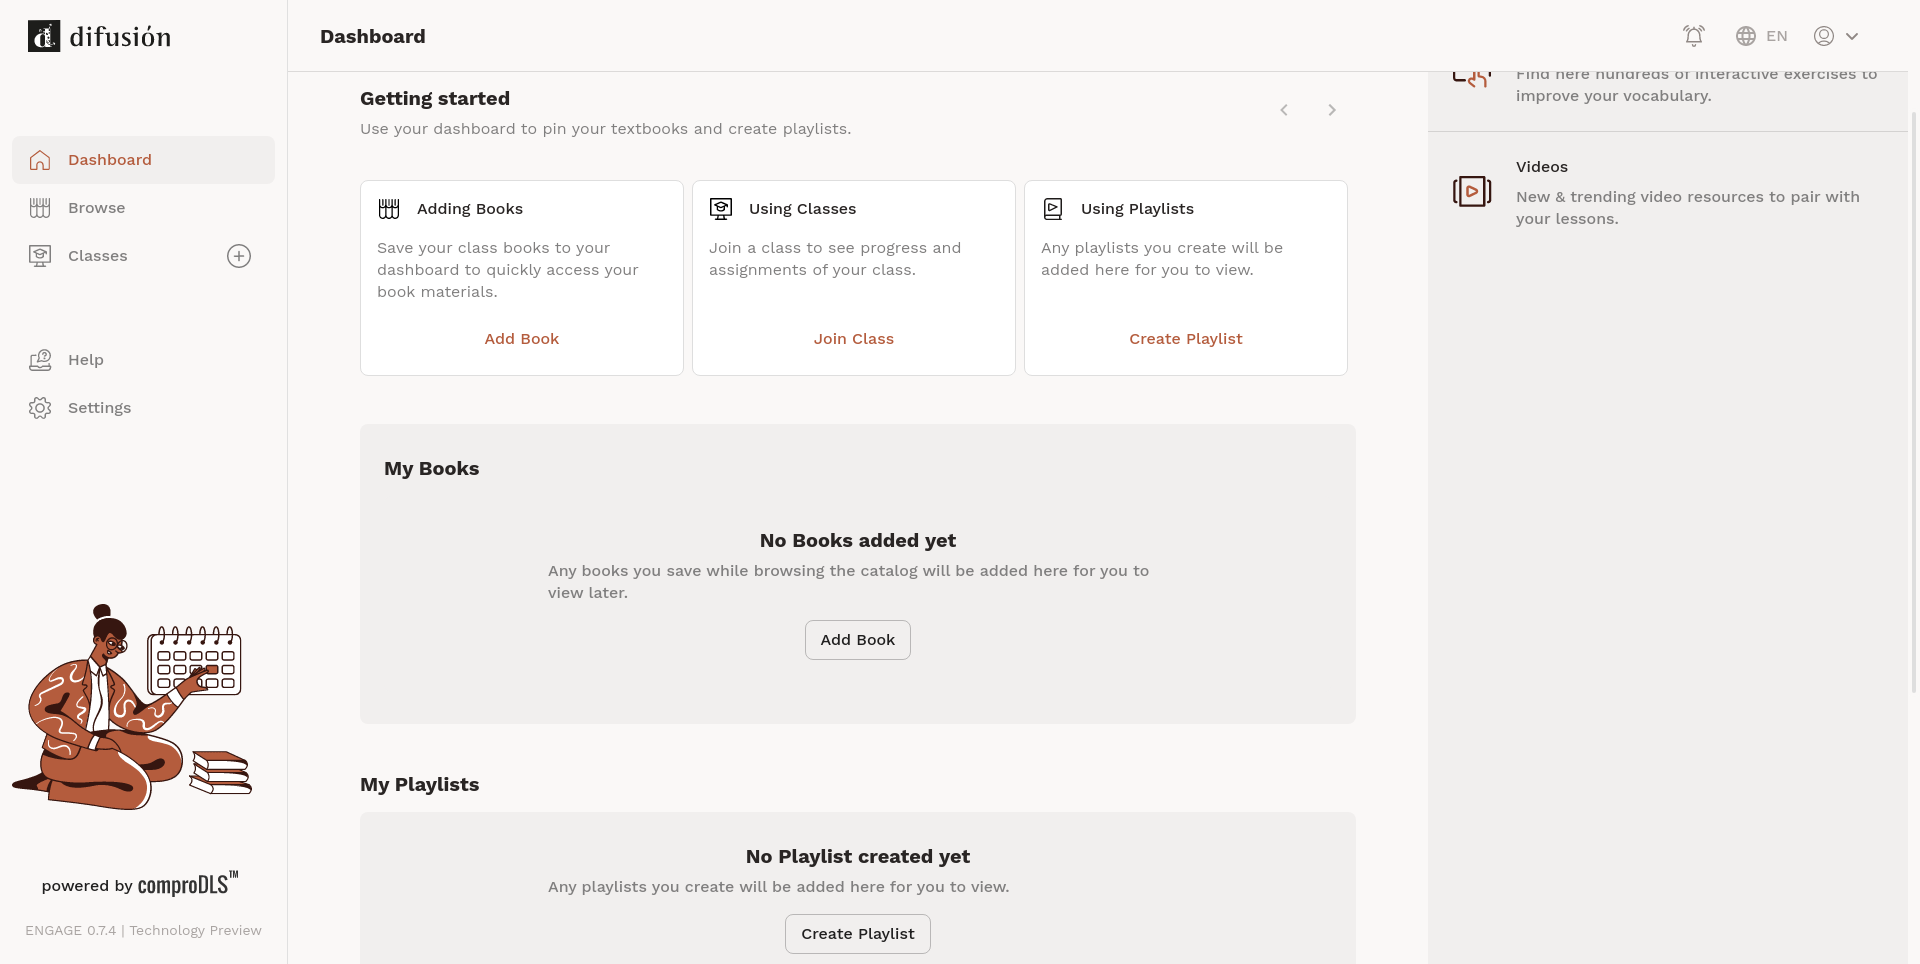 difusión
Dashboard
EN
Dashboard
Browse
Classes
Help
Settings
powered by comproDLS™
ENGAGE 0.7.4 | Technology Preview
Getting started
Use your dashboard to pin your textbooks and create playlists.
Adding Books
Save your class books to your
dashboard to quickly access your
book materials.
Add Book
Using Classes
Join a class to see progress and
assignments of your class.
Join Class
Using Playlists
Any playlists you create will be
added here for you to view.
Create Playlist
My Books
No Books added yet
Any books you save while browsing the catalog will be added here for you to
view later.
Add Book
My Playlists
No Playlist created yet
Any playlists you create will be added here for you to view.
Create Playlist
Find here hundreds of interactive exercises to
improve your vocabulary.
Videos
New & trending video resources to pair with
your lessons.